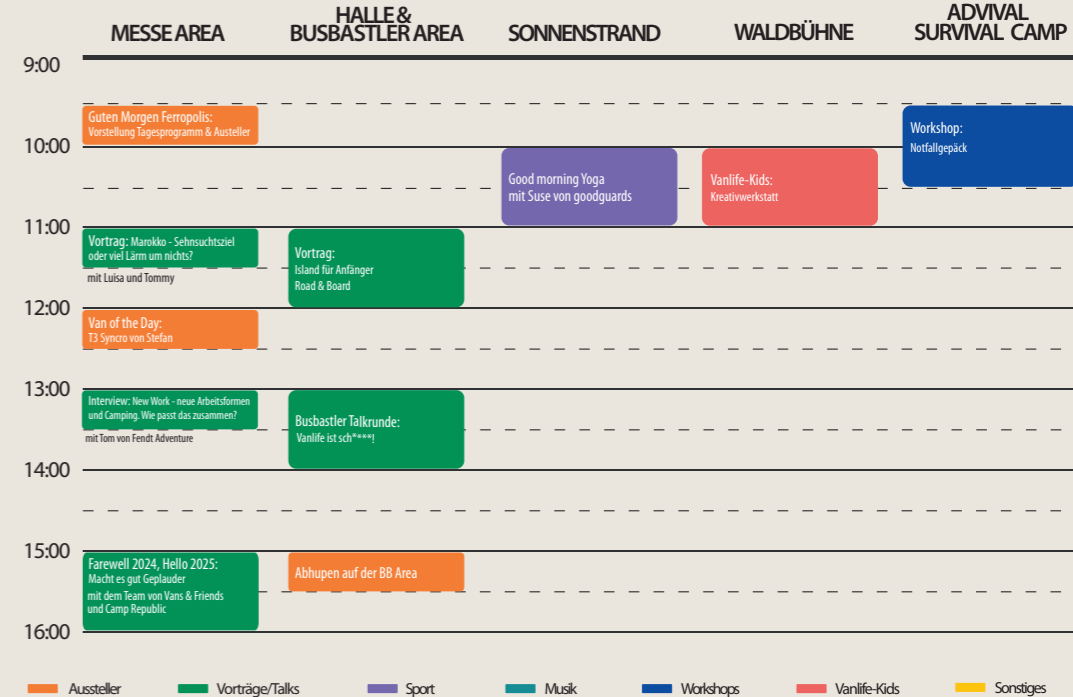 MESSE AREA
HALLE &
BUSBASTLER AREA
SONNENSTRAND
WALDBÜHNE
ADVIVAL
SURVIVAL CAMP
9:00
Guten Morgen Ferropolis:
Vorstellung Tagesprogramm & Austeller
Workshop:
Notfallgepäck
10:00
Good morning Yoga
mit Suse von goodguards
Vanlife-Kids:
Kreativwerkstatt
11:00
Vortrag: Marokko - Sehnsuchtsziel
oder viel Lärm um nichts?
mit Luisa und Tommy
Vortrag:
Island für Anfänger
Road & Board
12:00
Van of the Day:
T3 Syncro von Stefan
13:00
Interview: New Work - neue Arbeitsformen
und Camping. Wie passt das zusammen?
mit Tom von Fendt Adventure
Busbastler Talkrunde:
Vanlife ist sch****!
14:00
15:00
Farewell 2024, Hello 2025:
Macht es gut Geplauder
mit dem Team von Vans & Friends
und Camp Republic
Abhupen auf der BB Area
16:00
Aussteller
Vorträge/Talks
Sport
Musik
Workshops
Vanlife-Kids
Sonstiges